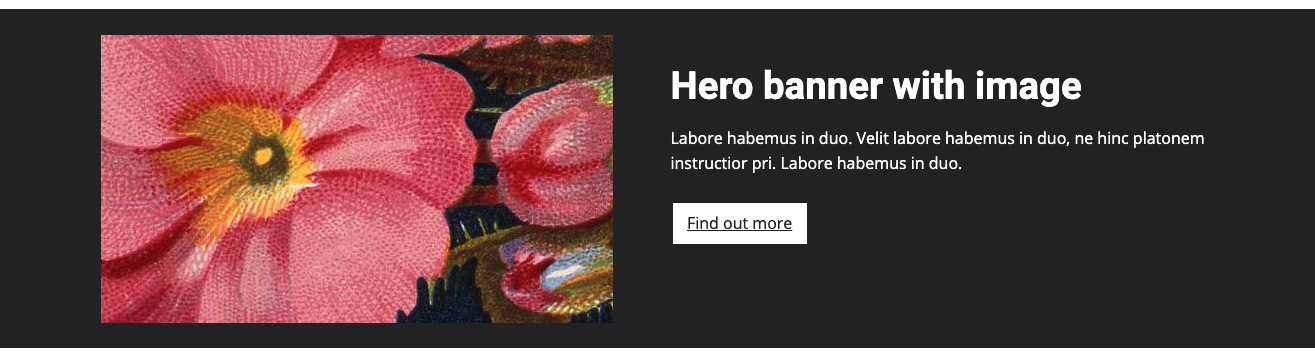 Hero banner with image
Labore habemus in duo. Velit labore habemus in duo, ne hinc platonem
instructior pri. Labore habemus in duo.
Find out more